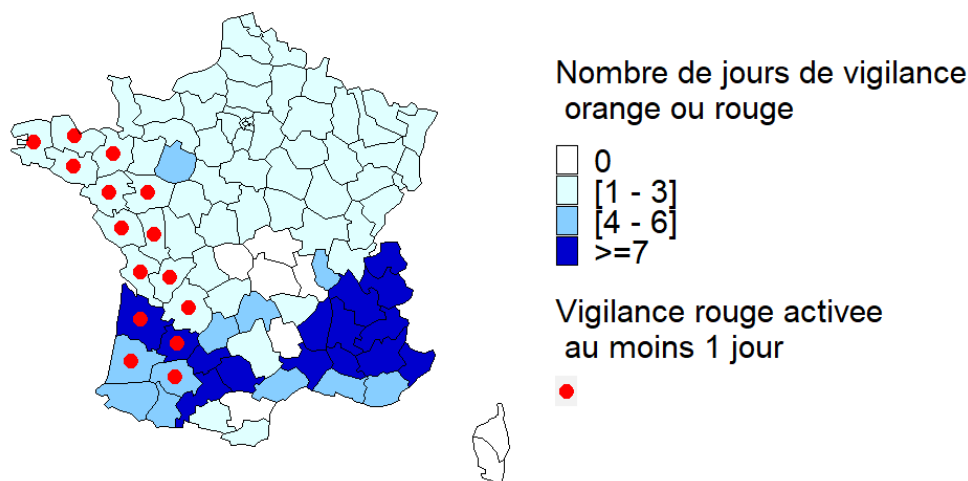 Nombre de jours de vigilance
orange ou rouge
0
[1 - 3]
[4 - 6]
>=7
Vigilance rouge activee
au moins 1 jour